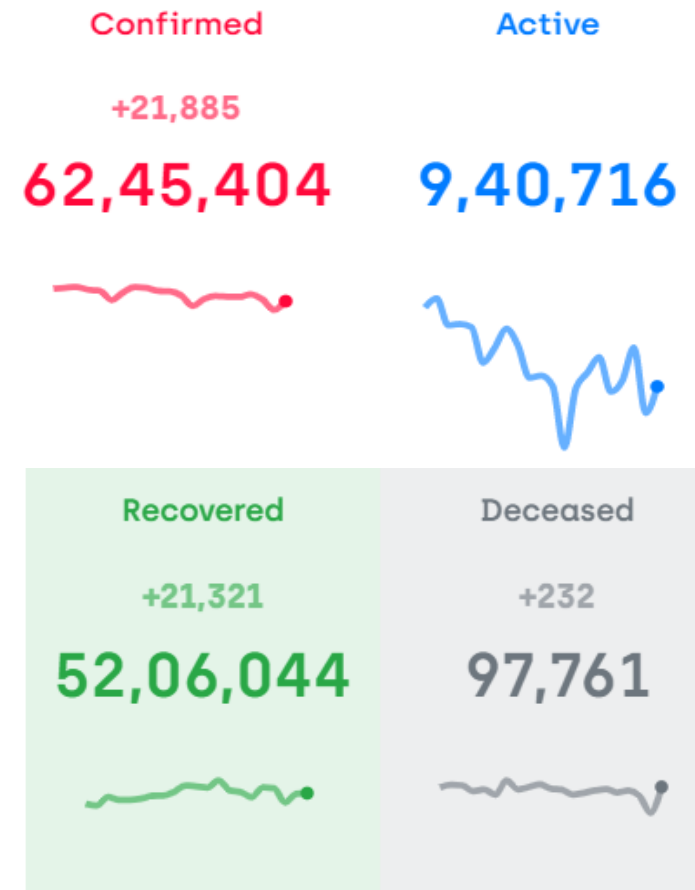 Confirmed
+21,885
62,45,404
Active
9,40,716
Recovered
+21,321
52,06,044
Deceased
+232
97,761